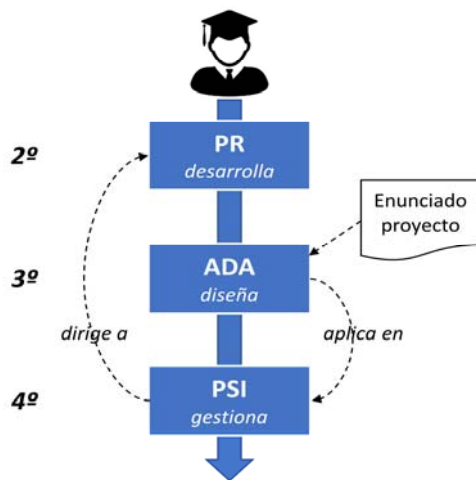 2º
PR
desarrolla
Enunciado
proyecto
3º
ADA
diseña
dirige a
aplica en
4º
PSI
gestiona